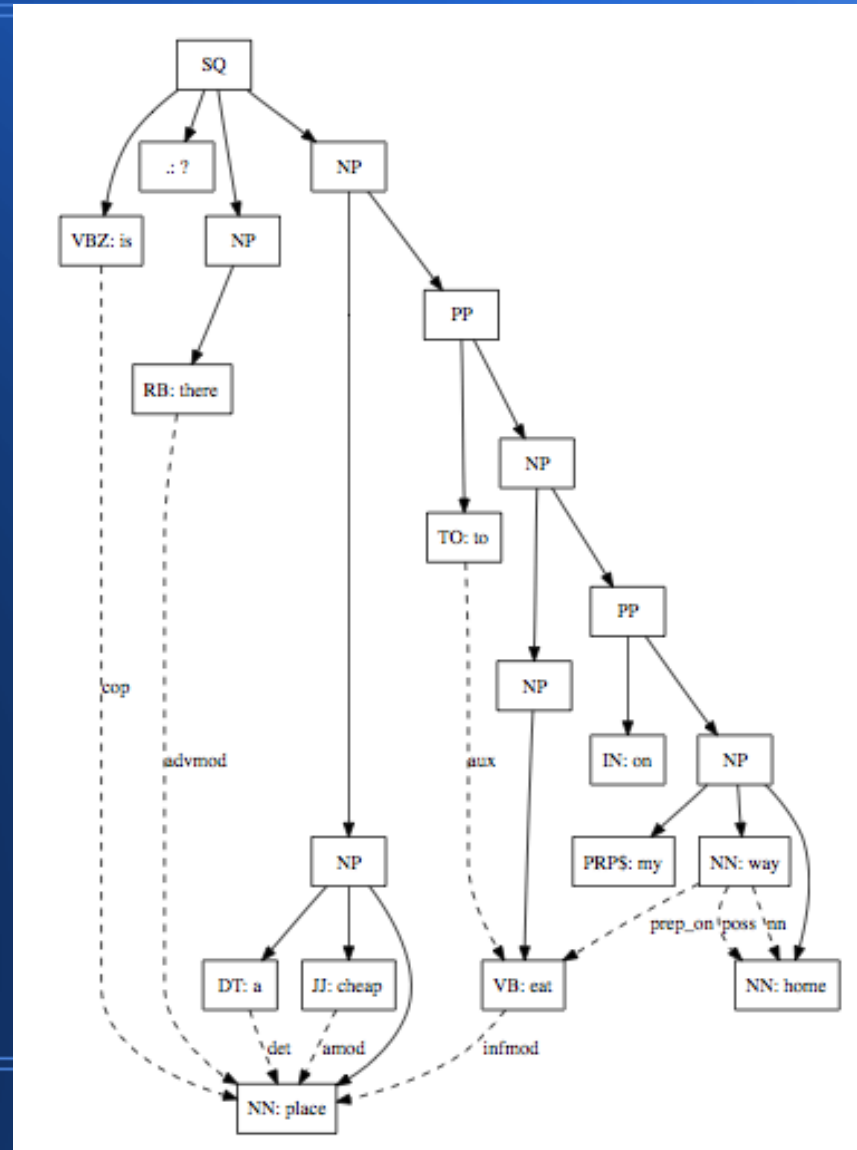 SQ
.: ?
NP
VBZ: is
NP
PP
RB: there
NP
TO: to
PP
NP
cop
advmod
aux
IN: on
NP
NP
PRP$: my
NN: way
prep_on
poss
nn
DT: a
JJ: cheap
VB: eat
NN: home
det
amod
infmod
NN: place